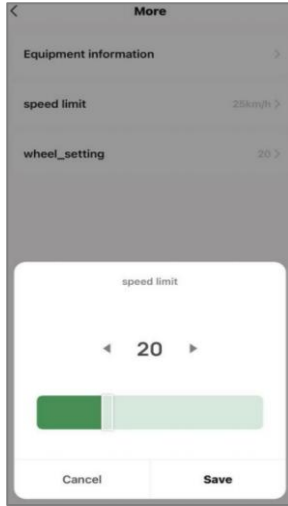 More
Equipment information
speed limit 25km/h
wheel_setting 20
speed limit
20
Cancel Save